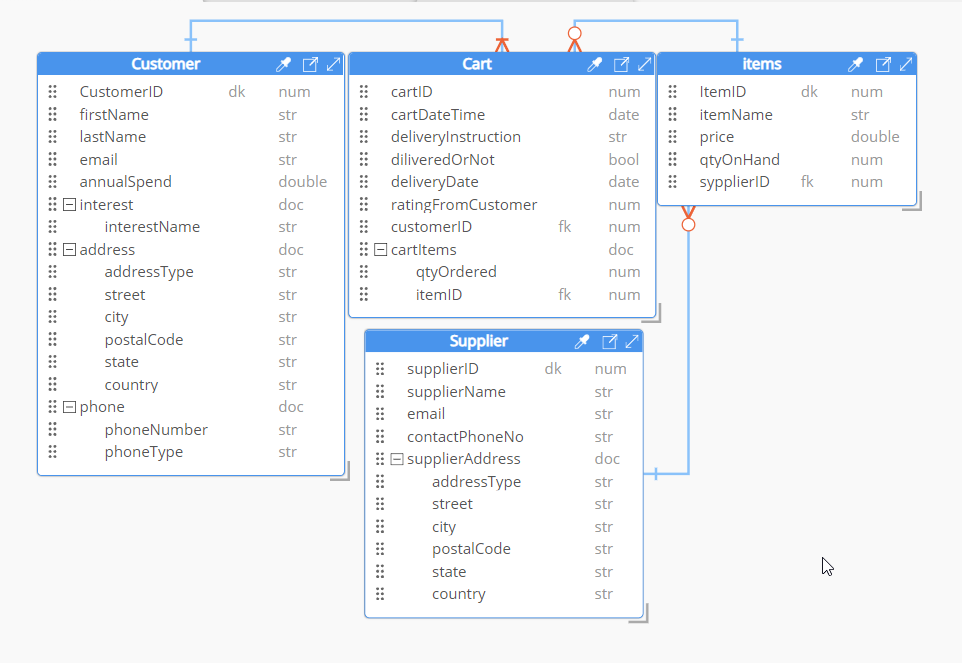 Customer
CustomerID dk num
firstName str
lastName str
email str
annualSpend double
interest doc
interestName str
address doc
addressType str
street str
city str
postalCode str
state str
country str
phone doc
phoneNumber str
phoneType str
Cart
cartID num
cartDateTime date
deliveryInstruction str
diliveredOrNot bool
deliveryDate date
ratingFromCustomer num
customerID fk num
cartItems doc
qtyOrdered num
itemID fk num
items
ItemID dk num
itemName str
price double
qtyOnHand num
sypplierID fk num
Supplier
supplierID dk num
supplierName str
email str
contactPhoneNo str
supplierAddress doc
addressType str
street str
city str
postalCode str
state str
country str